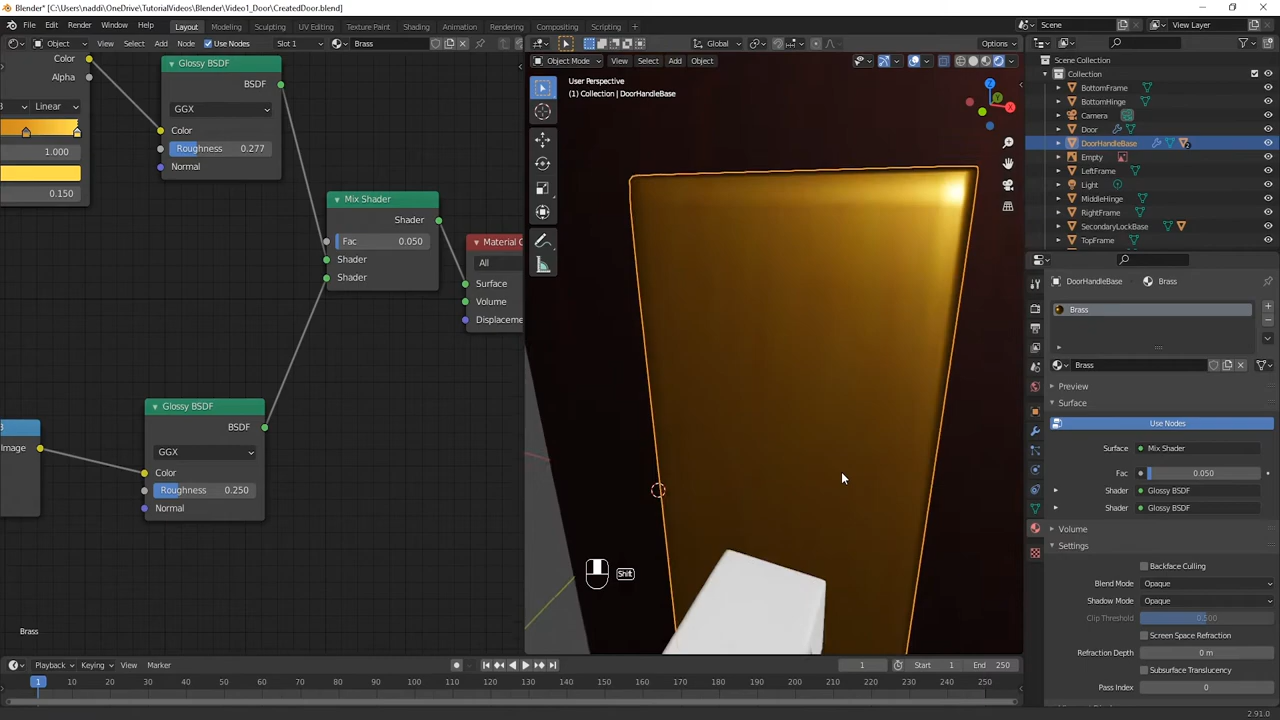 Blender* [C:\Users\naddr\OneDrive\TutorialVideos\Blender\Video1_Door\CreatedDoor.blend]
File Edit Render Window Help Layout Modeling Sculpting UV Editing Texture Paint Shading Animation Rendering Compositing Scripting Scene View Layer
Object View Select Add Node Use Nodes Slot 1 Brass Global Options
Object Mode View Select Add Object
User Perspective
(1) Collection | DoorHandleBase
Color
Alpha
Linear
1.000
0.150
Glossy BSDF
BSDF
GGX
Color
Roughness 0.277
Normal
Mix Shader
Shader
Fac 0.050
Shader
Shader
Material O
All
Surface
Volume
Displaceme
Image
Glossy BSDF
BSDF
GGX
Color
Roughness 0.250
Normal
Brass
Shift
Z
Y
X
Scene Collection
Collection
BottomFrame
BottomHinge
Camera
Door
DoorHandleBase
Empty
LeftFrame
Light
MiddleHinge
RightFrame
SecondaryLockBase
TopFrame
DoorHandleBase Brass
Brass
Brass
Preview
Surface
Use Nodes
Surface Mix Shader
Fac 0.050
Shader Glossy BSDF
Shader Glossy BSDF
Volume
Settings
Backface Culling
Blend Mode Opaque
Shadow Mode Opaque
Clip Threshold 0.500
Screen Space Refraction
Refraction Depth 0 m
Subsurface Translucency
Pass Index 0
Playback Keying View Marker 1 Start 1 End 250
1 10 20 30 40 50 60 70 80 90 100 110 120 130 140 150 160 170 180 190 200 210 220 230 240 250
2.91.0